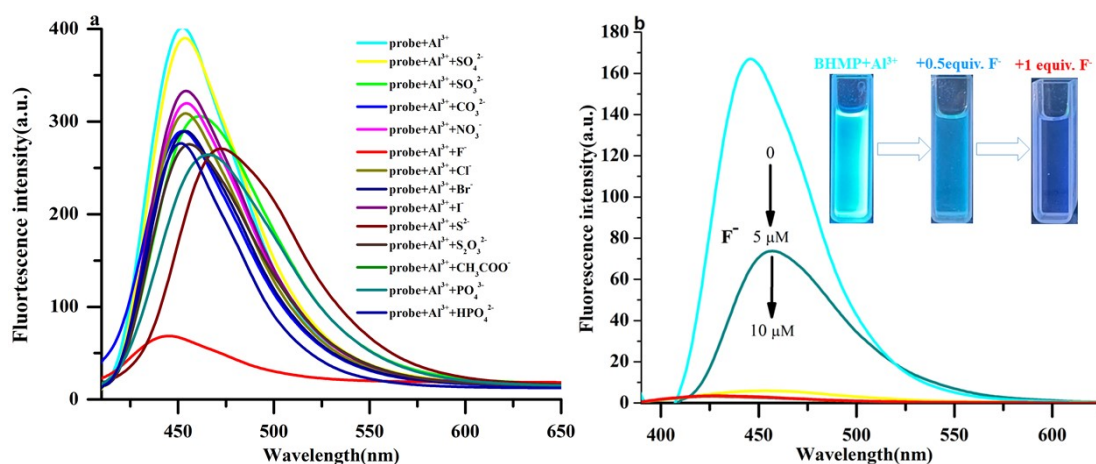 a
400
300
200
100
0
450
500
550
600
650
Wavelength(nm)
Fluortescence intensity(a.u.)
probe+Al³⁺
probe+Al³⁺+SO₄²⁻
probe+Al³⁺+SO₃²⁻
probe+Al³⁺+CO₃²⁻
probe+Al³⁺+NO₃⁻
probe+Al³⁺+F⁻
probe+Al³⁺+Cl⁻
probe+Al³⁺+Br⁻
probe+Al³⁺+I⁻
probe+Al³⁺+S²⁻
probe+Al³⁺+S₂O₃²⁻
probe+Al³⁺+CH₃COO⁻
probe+Al³⁺+PO₄³⁻
probe+Al³⁺+HPO₄²⁻
b
180
160
140
120
100
80
60
40
20
0
400
450
500
550
600
Wavelength(nm)
Fluorescence intensity(a.u.)
BHMP+Al³⁺
+0.5equiv. F⁻
+1 equiv. F⁻
0
F⁻
5 μM
10 μM